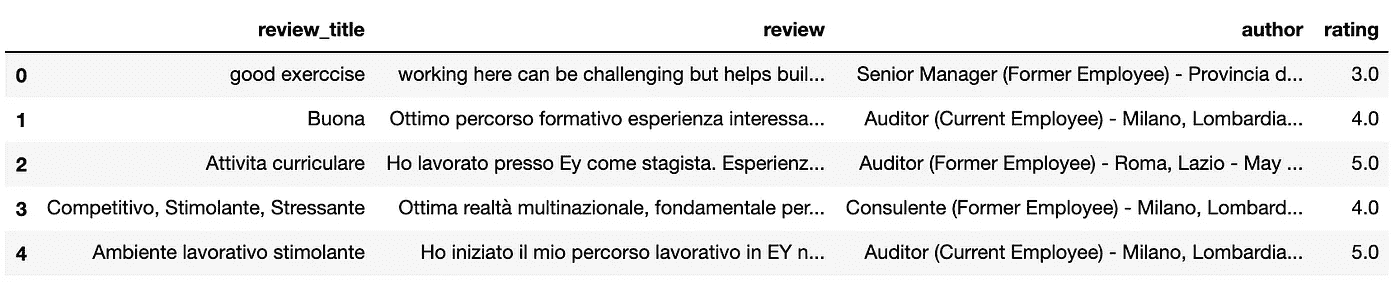 review_title review author rating
0 good exerccise working here can be challenging but helps buil... Senior Manager (Former Employee) - Provincia d... 3.0
1 Buona Ottimo percorso formativo esperienza interessa... Auditor (Current Employee) - Milano, Lombardia... 4.0
2 Attivita curriculare Ho lavorato presso Ey come stagista. Esperienz... Auditor (Former Employee) - Roma, Lazio - May ... 5.0
3 Competitivo, Stimolante, Stressante Ottima realtà multinazionale, fondamentale per... Consulente (Former Employee) - Milano, Lombard... 4.0
4 Ambiente lavorativo stimolante Ho iniziato il mio percorso lavorativo in EY n... Auditor (Current Employee) - Milano, Lombardia... 5.0